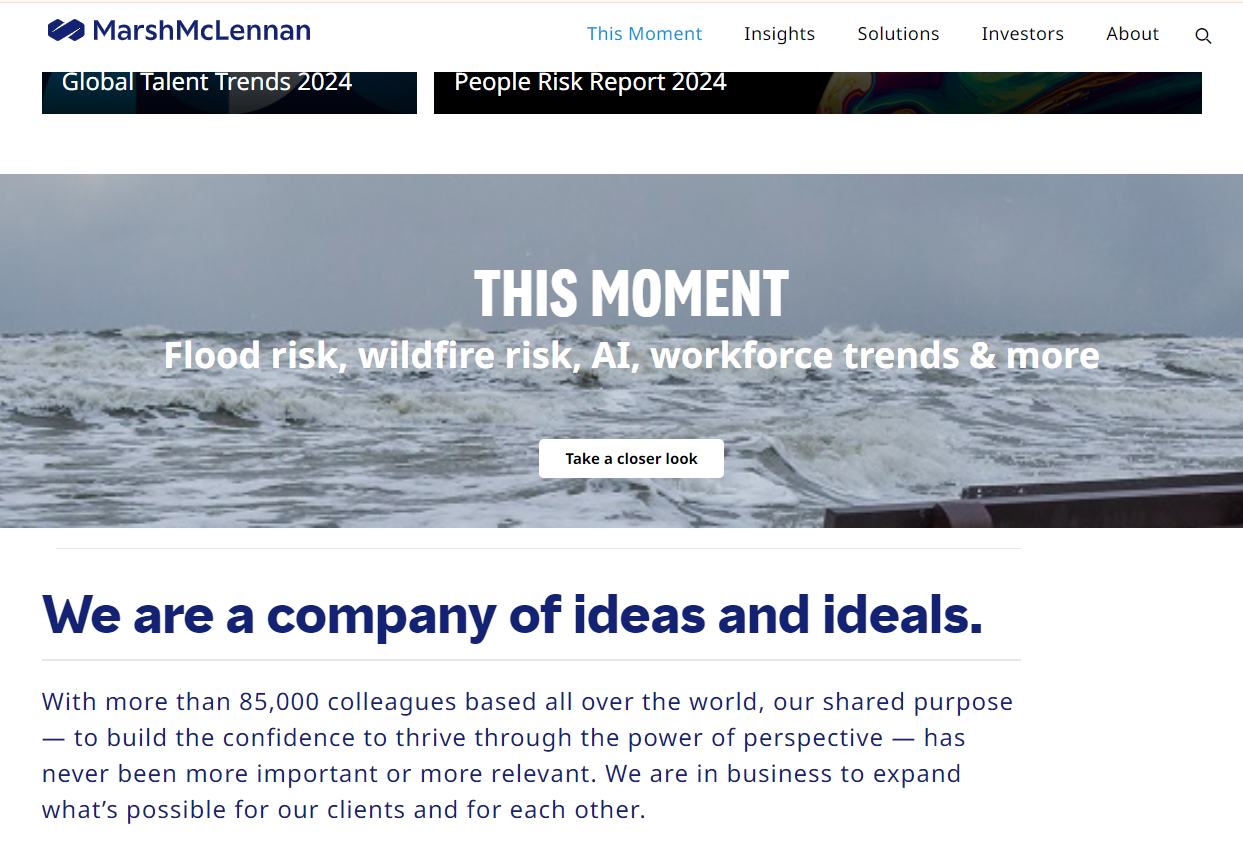 MarshMcLennan
This Moment
Insights
Solutions
Investors
About
Global Talent Trends 2024
People Risk Report 2024
THIS MOMENT
Flood risk, wildfire risk, AI, workforce trends & more
Take a closer look
We are a company of ideas and ideals.
With more than 85,000 colleagues based all over the world, our shared purpose
— to build the confidence to thrive through the power of perspective — has
never been more important or more relevant. We are in business to expand
what’s possible for our clients and for each other.